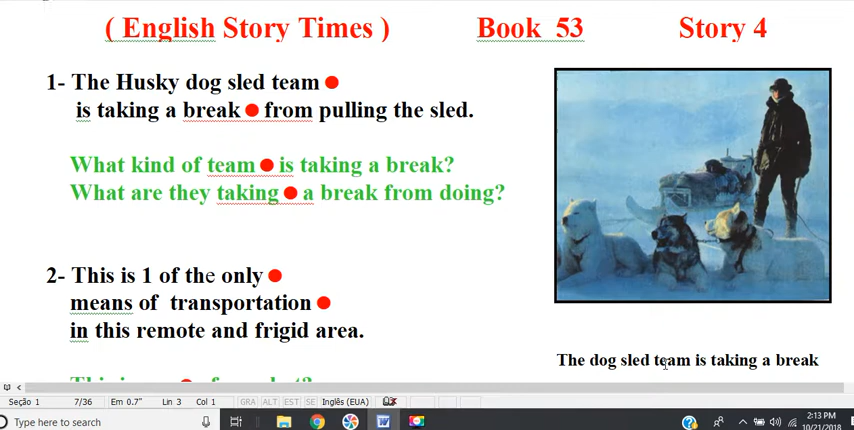 ( English Story Times ) Book 53 Story 4
1- The Husky dog sled team
is taking a break from pulling the sled.
What kind of team is taking a break?
What are they taking a break from doing?
2- This is 1 of the only
means of transportation
in this remote and frigid area.
The dog sled team is taking a break
Seção 1 7/36 Em 0.7" Lin 3 Col 1 GRA ALT EST SE Inglês (EUA)
Type here to search
2:13 PM
10/21/2018